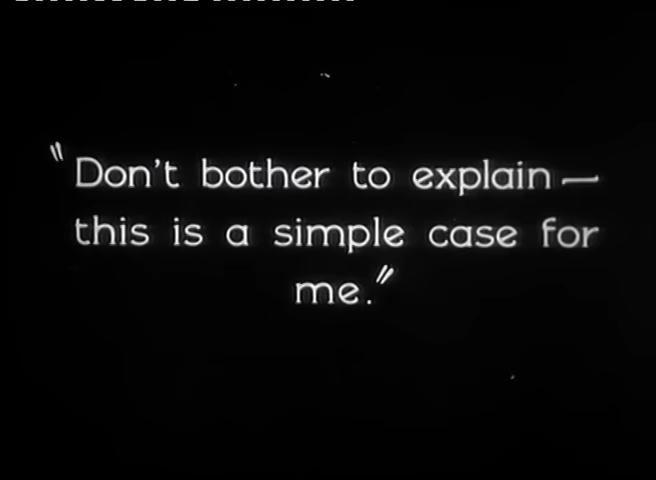 "Don't bother to explain—
this is a simple case for
me."